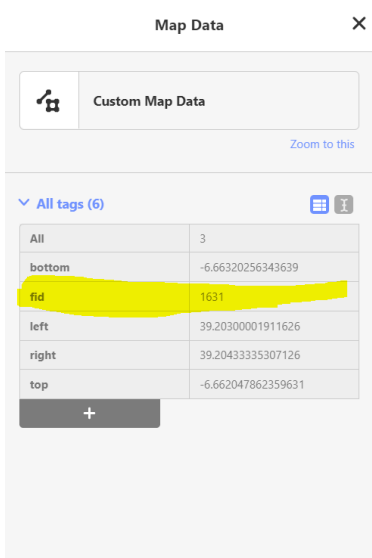 Map Data
Custom Map Data
Zoom to this
All tags (6)
All 3
bottom -6.66320256343639
fid 1631
left 39.20300001911626
right 39.20433335307126
top -6.662047862359631
+